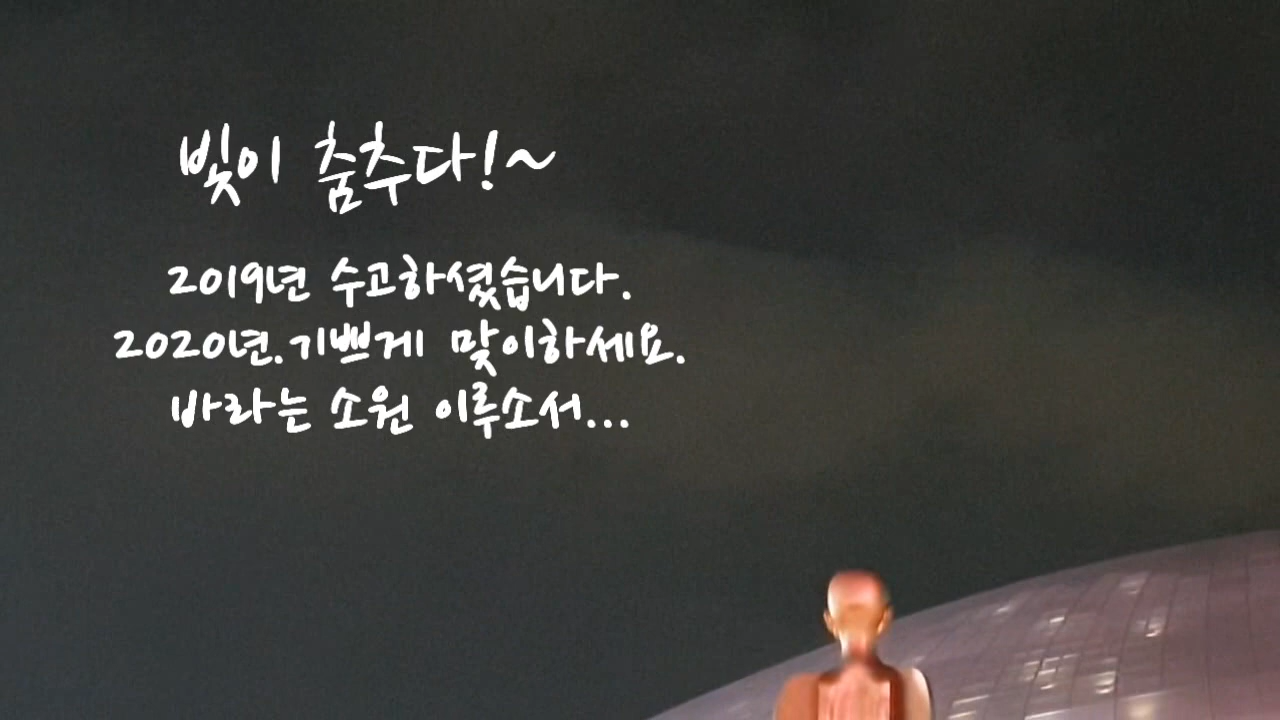 빛이 춤추다!~
2019년 수고하셨습니다.
2020년.기쁘게 맞이하세요.
바라는 소원 이루소서...